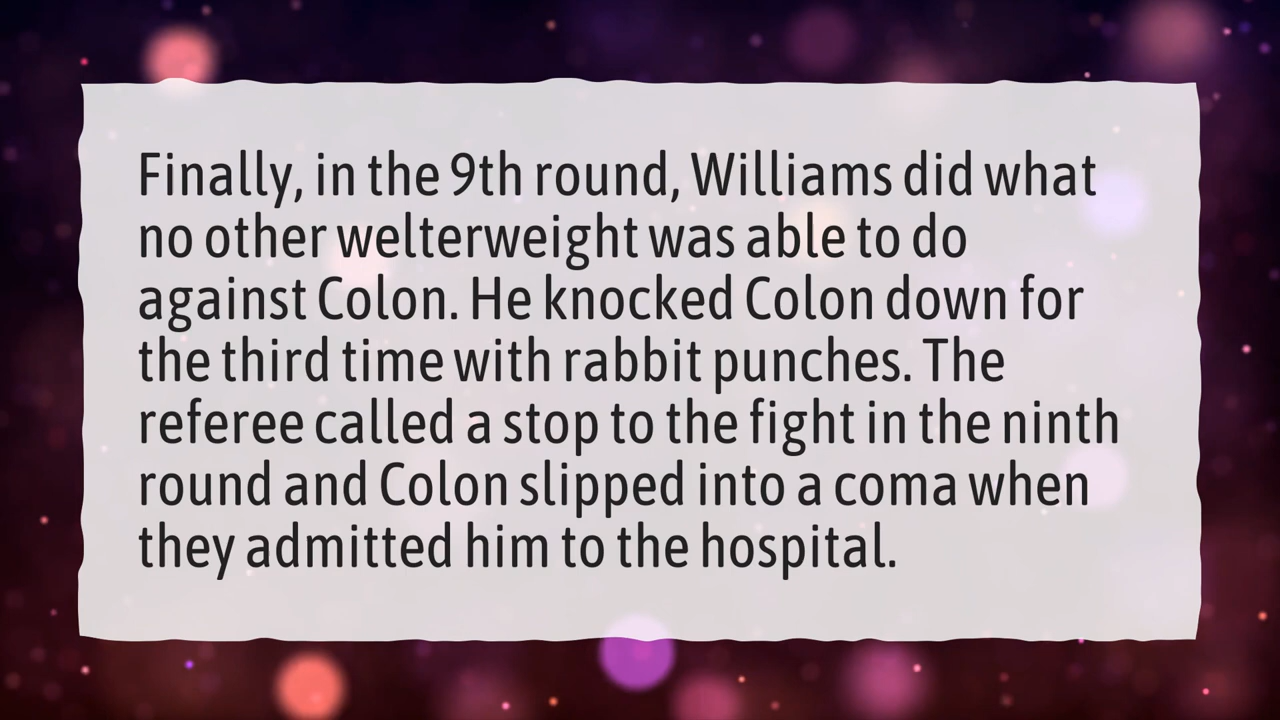 Finally, in the 9th round, Williams did what
no other welterweight was able to do
against Colon. He knocked Colon down for
the third time with rabbit punches. The
referee called a stop to the fight in the ninth
round and Colon slipped into a coma when
they admitted him to the hospital.